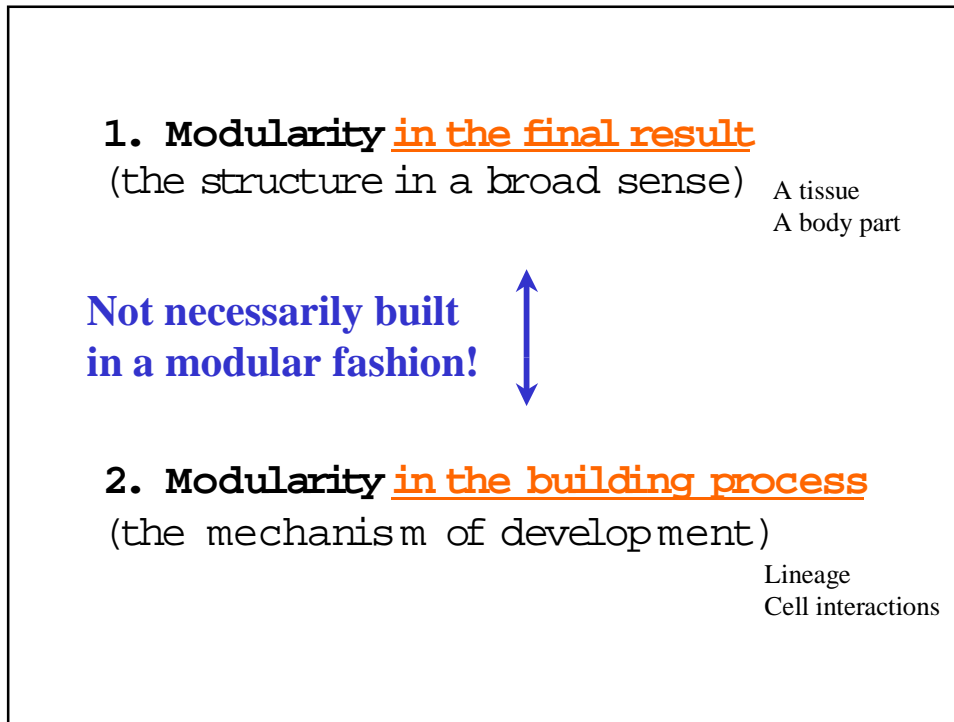 1. Modularity in the final result
(the structure in a broad sense)
A tissue
A body part
Not necessarily built
in a modular fashion!
2. Modularity in the building process
(the mechanism of development)
Lineage
Cell interactions